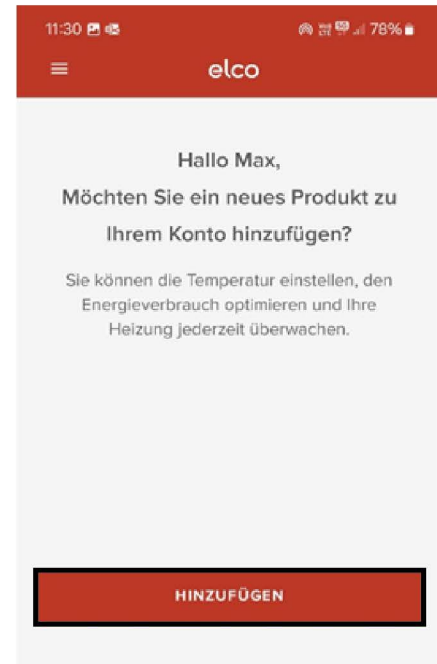 11:30 78%
elco
Hallo Max,
Möchten Sie ein neues Produkt zu
Ihrem Konto hinzufügen?
Sie können die Temperatur einstellen, den
Energieverbrauch optimieren und Ihre
Heizung jederzeit überwachen.
HINZUFÜGEN